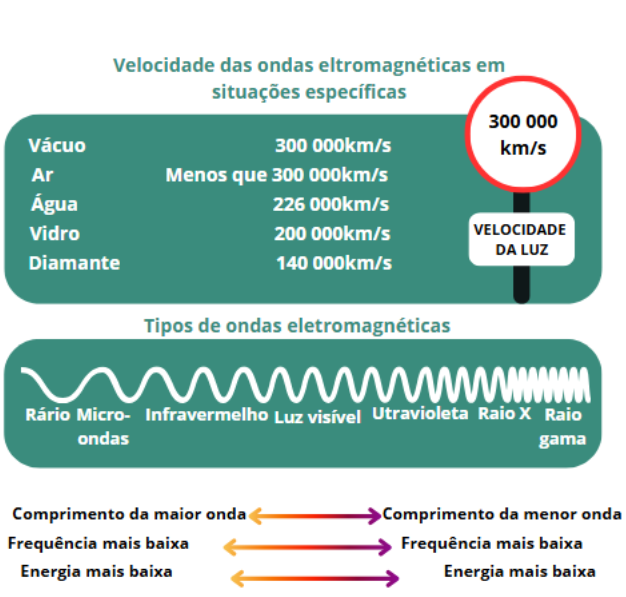 Velocidade das ondas eltromagnéticas em
situações específicas
300 000
km/s
Vácuo 300 000km/s
Ar Menos que 300 000km/s
Água 226 000km/s
Vidro 200 000km/s
Diamante 140 000km/s
VELOCIDADE
DA LUZ
Tipos de ondas eletromagnéticas
Rário Micro- Infravermelho Luz visível Utravioleta Raio X Raio
ondas gama
Comprimento da maior onda Comprimento da menor onda
Frequência mais baixa Frequência mais baixa
Energia mais baixa Energia mais baixa